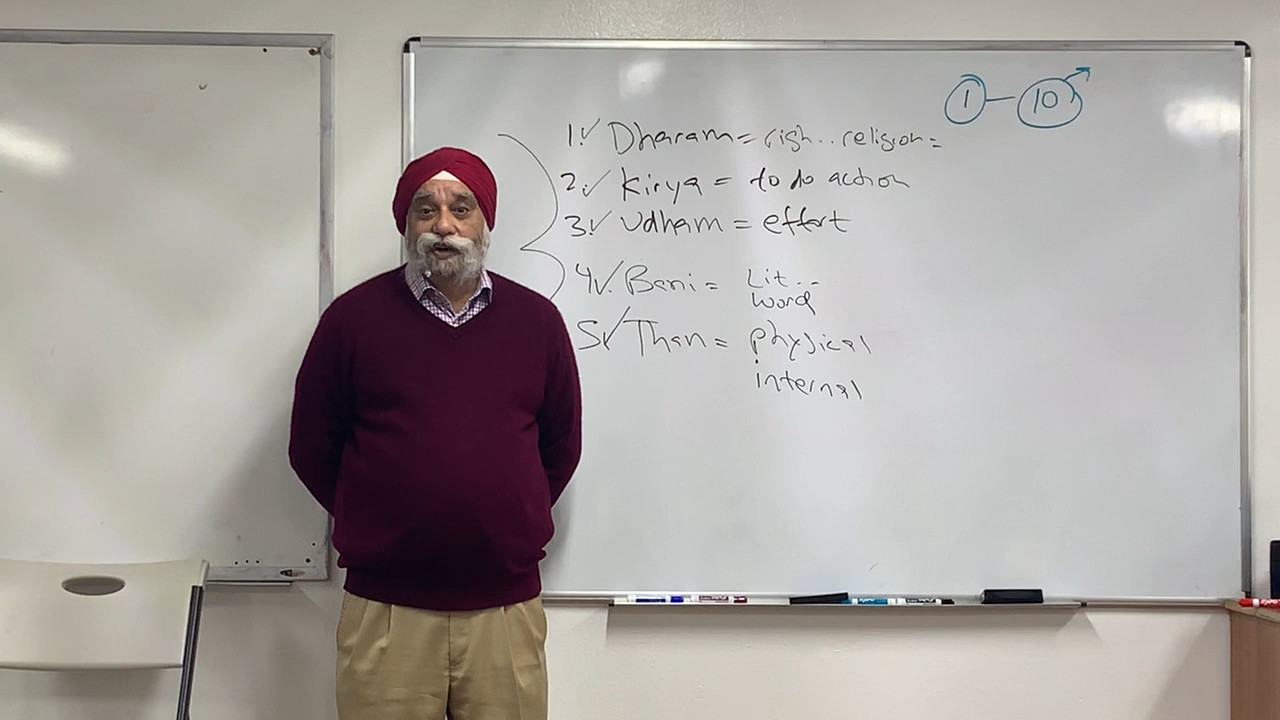 1 — 10
1.✓ Dharam = righ.. religion =
2.✓ Kirya = to do action
3.✓ Udham = effort
4✓. Bani = Lit..
word
5✓ Than = physical
internal